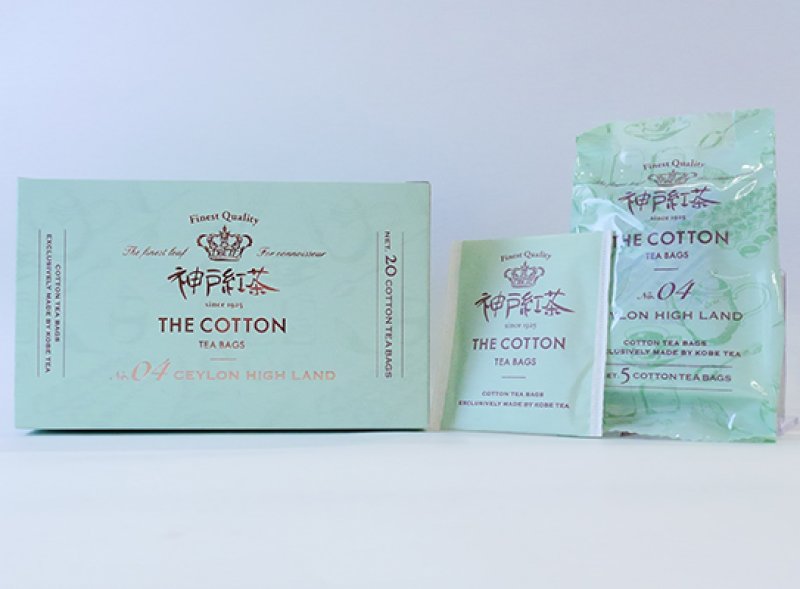 Finest Quality
The finest leaf For connoisseur
神戸紅茶
since 1925
THE COTTON
TEA BAGS
No. 04 CEYLON HIGH LAND
COTTON TEA BAGS
EXCLUSIVELY MADE BY KOBE TEA
NET. 20 COTTON TEA BAGS
Finest Quality
神戸紅茶
since 1925
THE COTTON
TEA BAGS
COTTON TEA BAGS
EXCLUSIVELY MADE BY KOBE TEA
Finest Quality
神戸紅茶
since 1925
THE COTTON
TEA BAGS
No. 04
EYLON HIGH LAND
COTTON TEA BAGS
CLUSIVELY MADE BY KOBE TEA
ET. 5 COTTON TEA BAGS